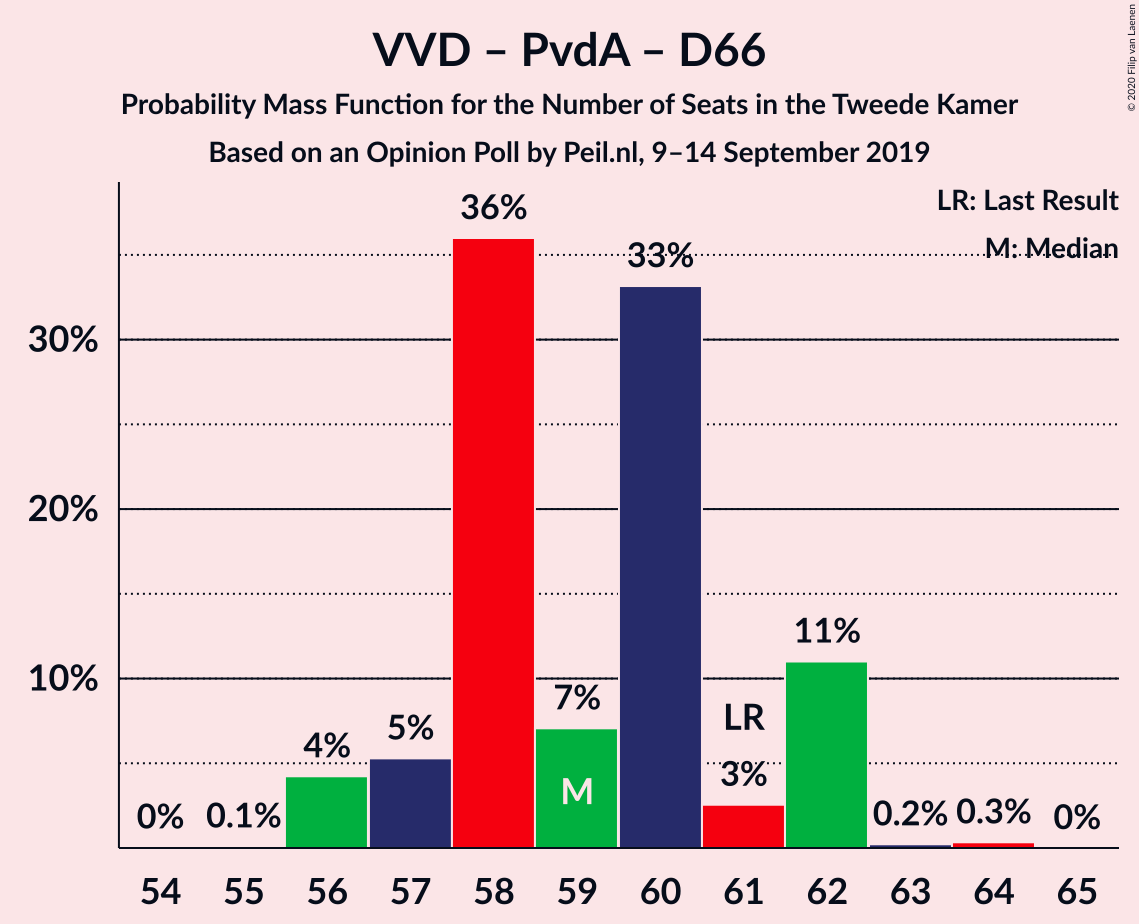 VVD – PvdA – D66
Probability Mass Function for the Number of Seats in the Tweede Kamer
Based on an Opinion Poll by Peil.nl, 9–14 September 2019
© 2020 Filip van Laenen
LR: Last Result
M: Median
36%
33%
30%
20%
11%
10%
7%
LR
5%
4%
3%
M
0%
0.1%
0.2%
0.3%
0%
54 55 56 57 58 59 60 61 62 63 64 65